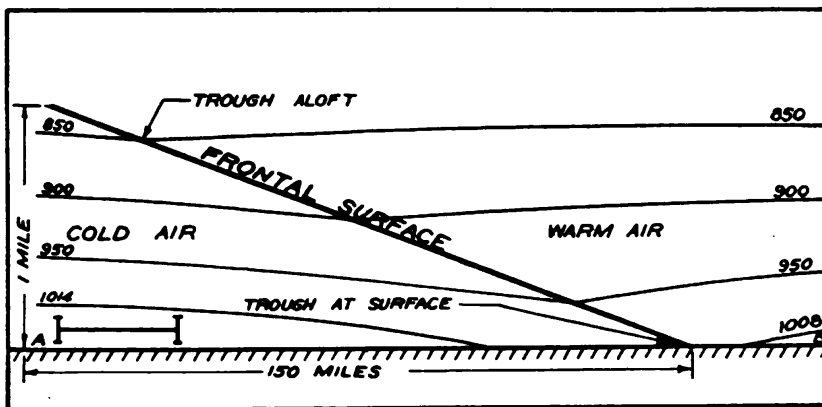 TROUGH ALOFT
850
850
FRONTAL SURFACE
900
900
COLD AIR
WARM AIR
1 MILE
950
950
1014
TROUGH AT SURFACE
1008
A
150 MILES